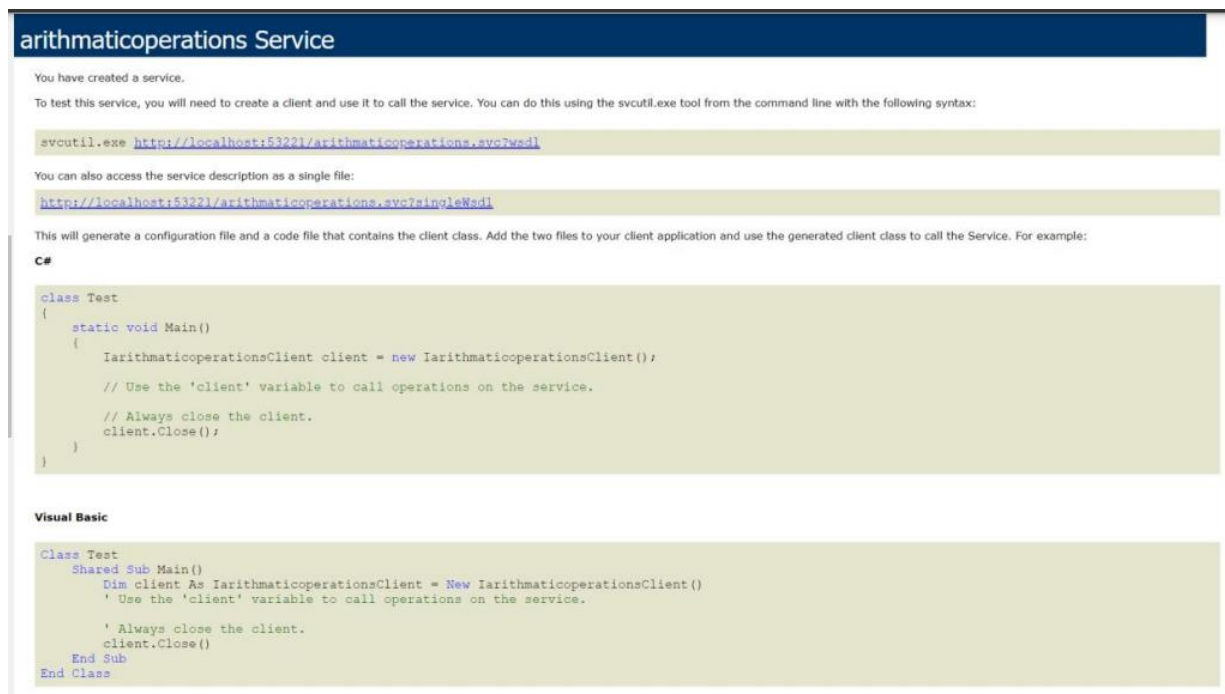 arithmaticoperations Service
You have created a service.
To test this service, you will need to create a client and use it to call the service. You can do this using the svcutil.exe tool from the command line with the following syntax:
svcutil.exe http://localhost:53221/arithmaticoperations.svc?wsdl
You can also access the service description as a single file:
http://localhost:53221/arithmaticoperations.svc?singleWsdl
This will generate a configuration file and a code file that contains the client class. Add the two files to your client application and use the generated client class to call the Service. For example:
C#
class Test
{
    static void Main()
    {
        IarithmaticoperationsClient client = new IarithmaticoperationsClient();
        // Use the 'client' variable to call operations on the service.
        // Always close the client.
        client.Close();
    }
}
Visual Basic
Class Test
    Shared Sub Main()
        Dim client As IarithmaticoperationsClient = New IarithmaticoperationsClient()
        ' Use the 'client' variable to call operations on the service.
        ' Always close the client.
        client.Close()
    End Sub
End Class